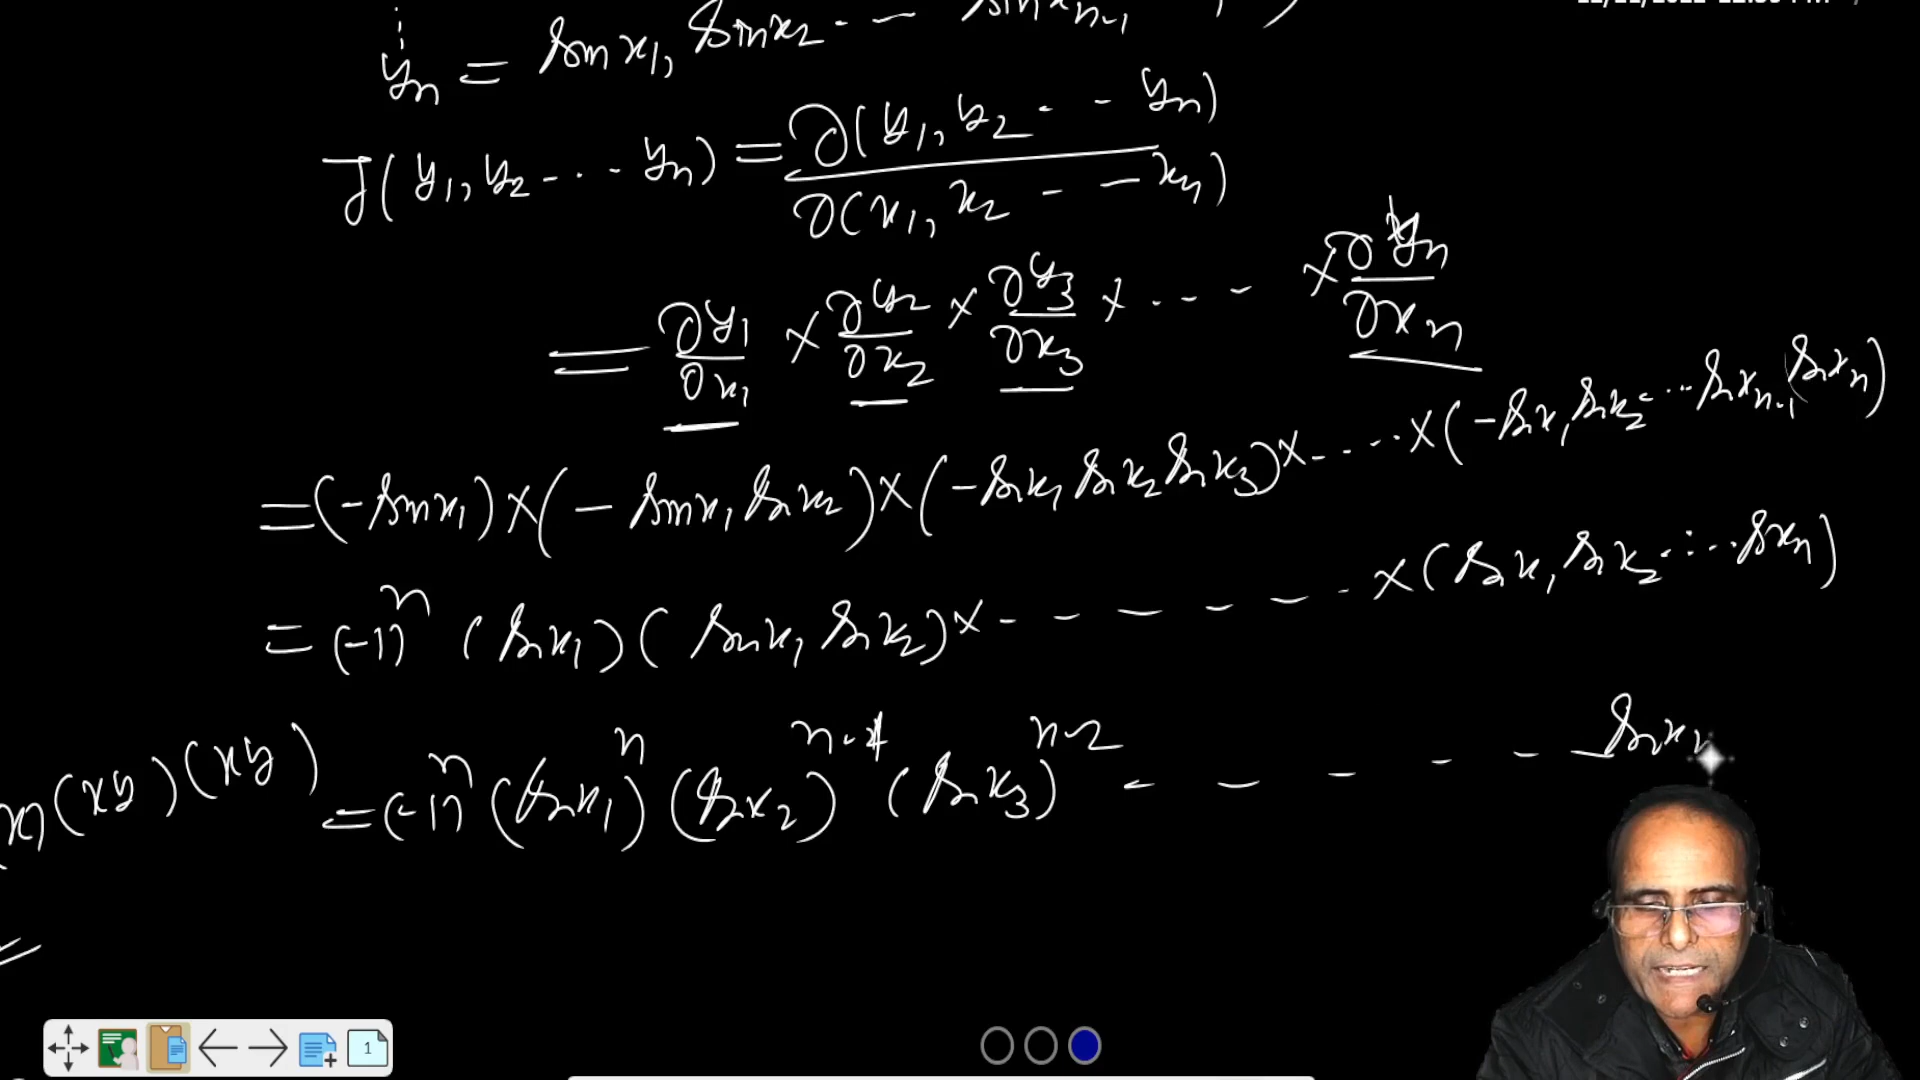 yn = sin x1, sin x2 - - sin xn-1
J(y1, y2 - - - yn) = ∂(y1, y2 - - yn) / ∂(x1, x2 - - xn)
= ∂y1/∂x1 × ∂y2/∂x2 × ∂y3/∂x3 × - - - × ∂yn/∂xn
= (-sin x1) × (- sin x1 sin x2) × (- sin x1 sin x2 sin x3) × - - - - × (- sin x1 sin x2 - ... sin xn-1 sin xn)
= (-1)^n (sin x1) (sin x1 sin x2) × - - - - - - × (sin x1 sin x2 - - - sin xn)
(xy)(xy)
= (-1)^n (sin x1)^n (sin x2)^n-1 (sin x3)^n-2 - - - - - - sin xn
1